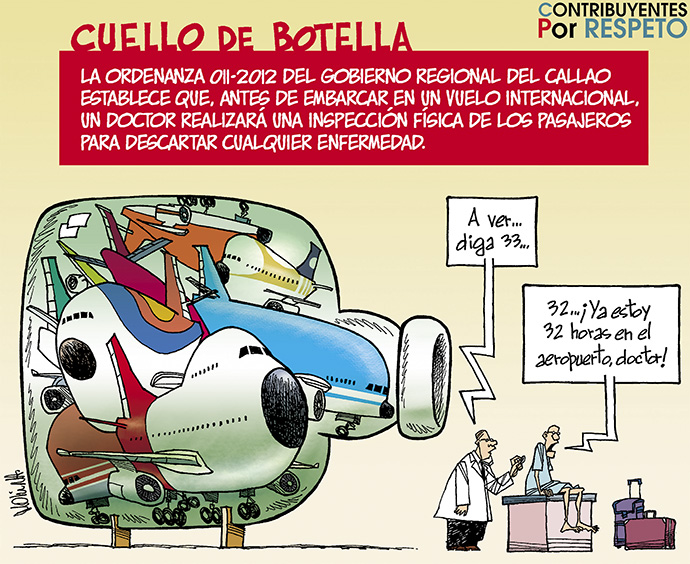 CONTRIBUYENTES
Por RESPETO
CUELLO DE BOTELLA
LA ORDENANZA 011-2012 DEL GOBIERNO REGIONAL DEL CALLAO
ESTABLECE QUE, ANTES DE EMBARCAR EN UN VUELO INTERNACIONAL,
UN DOCTOR REALIZARÁ UNA INSPECCIÓN FÍSICA DE LOS PASAJEROS
PARA DESCARTAR CUALQUIER ENFERMEDAD.
A ver...
diga 33...
32...¡Ya estoy
32 horas en el
aeropuerto, doctor!